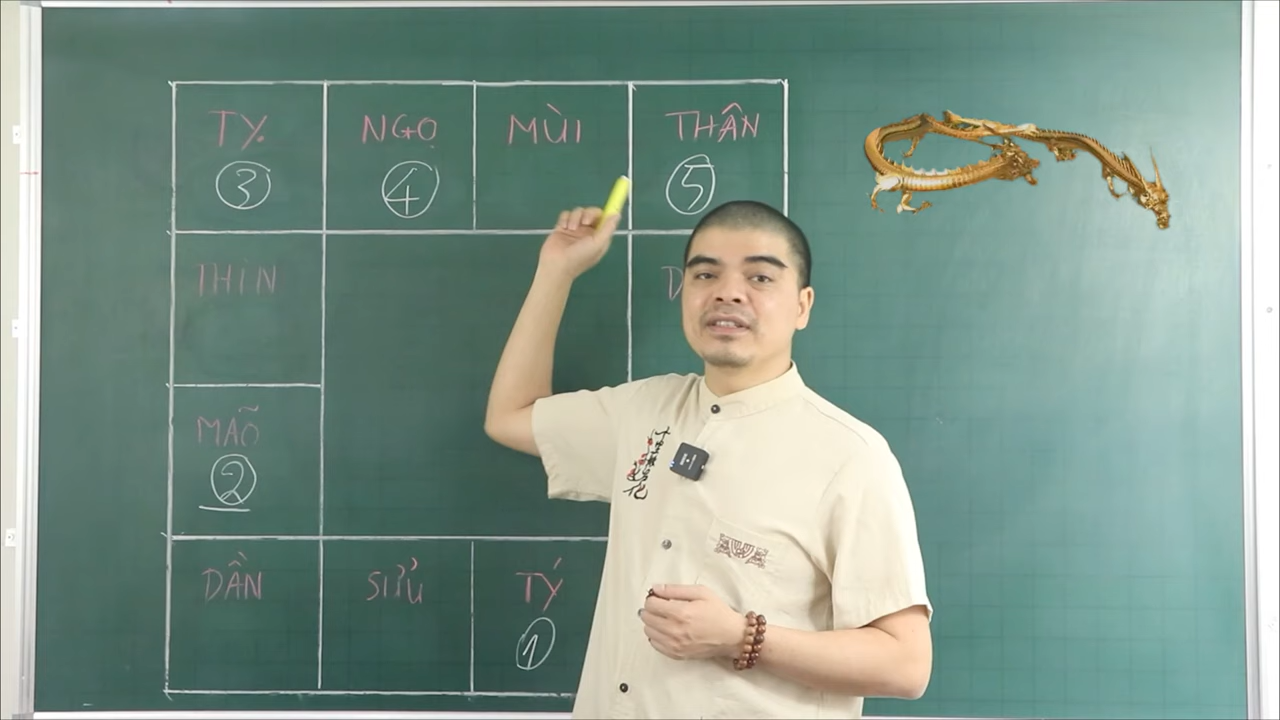 TỴ NGỌ MÙI THÂN
3 4 5
THÌN
MÃO
2
DẦN SỬU TÝ
1